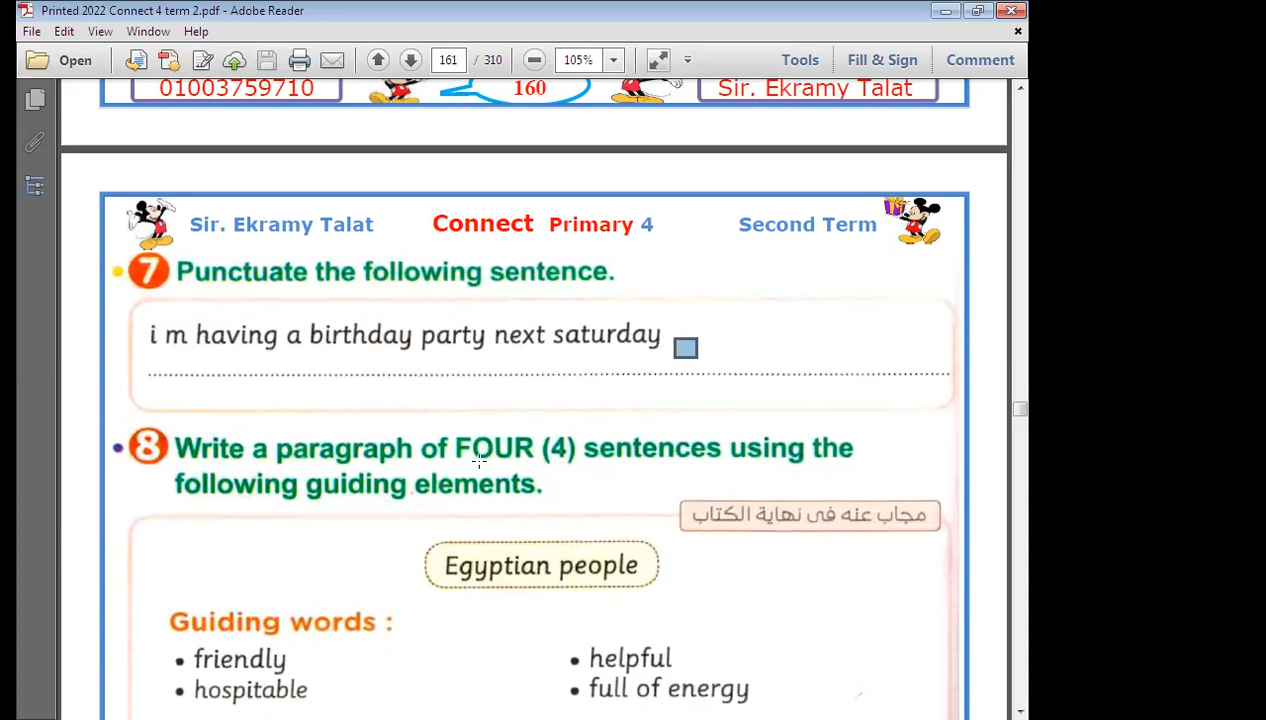 Printed 2022 Connect 4 term 2.pdf - Adobe Reader
File Edit View Window Help
Open 161 / 310 105% Tools Fill & Sign Comment
01003759710 160 Sir. Ekramy Talat
Sir. Ekramy Talat Connect Primary 4 Second Term
7 Punctuate the following sentence.
i m having a birthday party next saturday
8 Write a paragraph of FOUR (4) sentences using the
following guiding elements.
مجاب عنه فى نهاية الكتاب
Egyptian people
Guiding words :
• friendly • helpful
• hospitable • full of energy